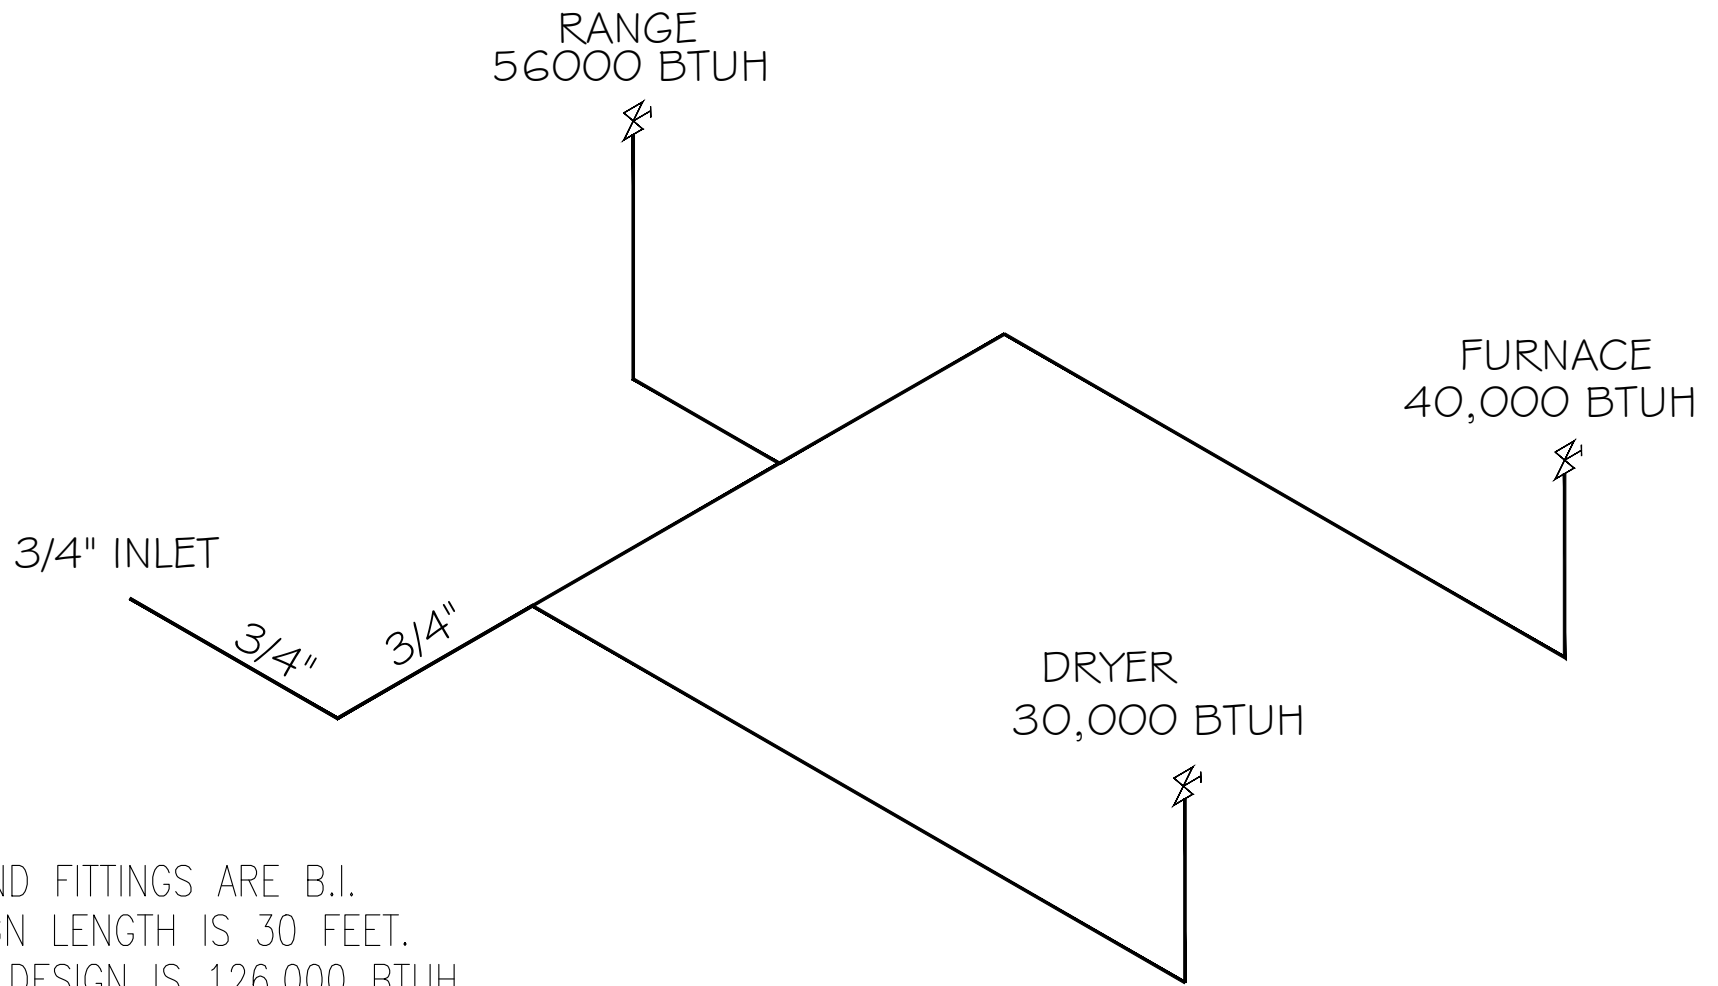 RANGE
56000 BTUH
FURNACE
40,000 BTUH
3/4" INLET
3/4"
3/4"
DRYER
30,000 BTUH
FITTINGS ARE B.I.
LENGTH IS 30 FEET.
DESIGN IS 126,000 BTUH